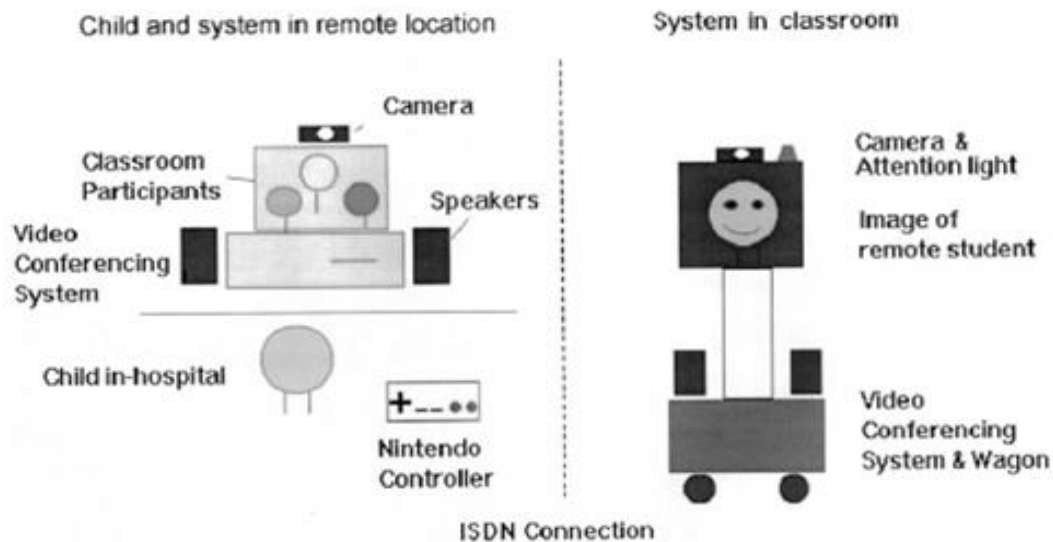 Child and system in remote location
System in classroom
Camera
Classroom
Participants
Speakers
Video
Conferencing
System
Child in-hospital
Nintendo
Controller
Camera &
Attention light
Image of
remote student
Video
Conferencing
System & Wagon
ISDN Connection